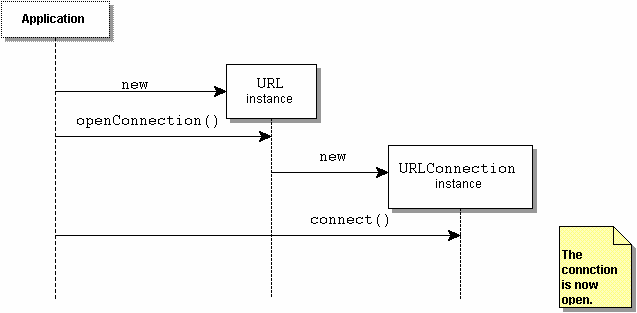 Application
new
URL
instance
openConnection()
new
URLConnection
instance
connect()
The
connction
is now
open.